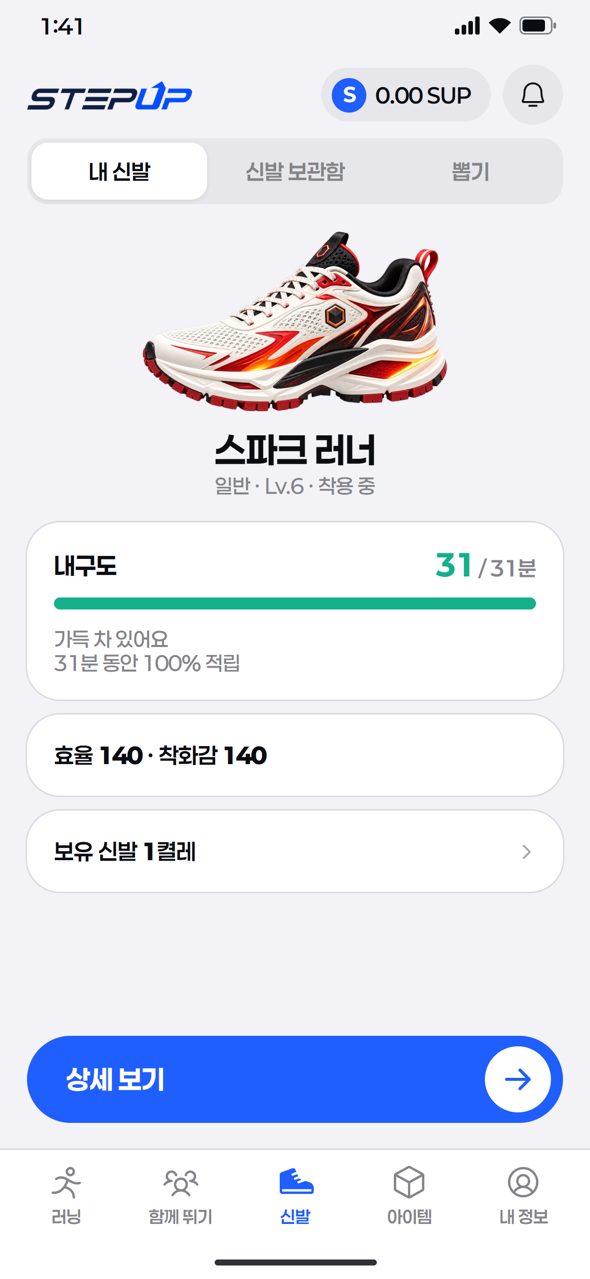 1:41
STEPUP
S 0.00 SUP
내 신발 신발 보관함 뽑기
스파크 러너
일반 · Lv.6 · 착용 중
내구도 31 / 31분
가득 차 있어요
31분 동안 100% 적립
효율 140 · 착화감 140
보유 신발 1켤레
상세 보기
러닝 함께 뛰기 신발 아이템 내 정보